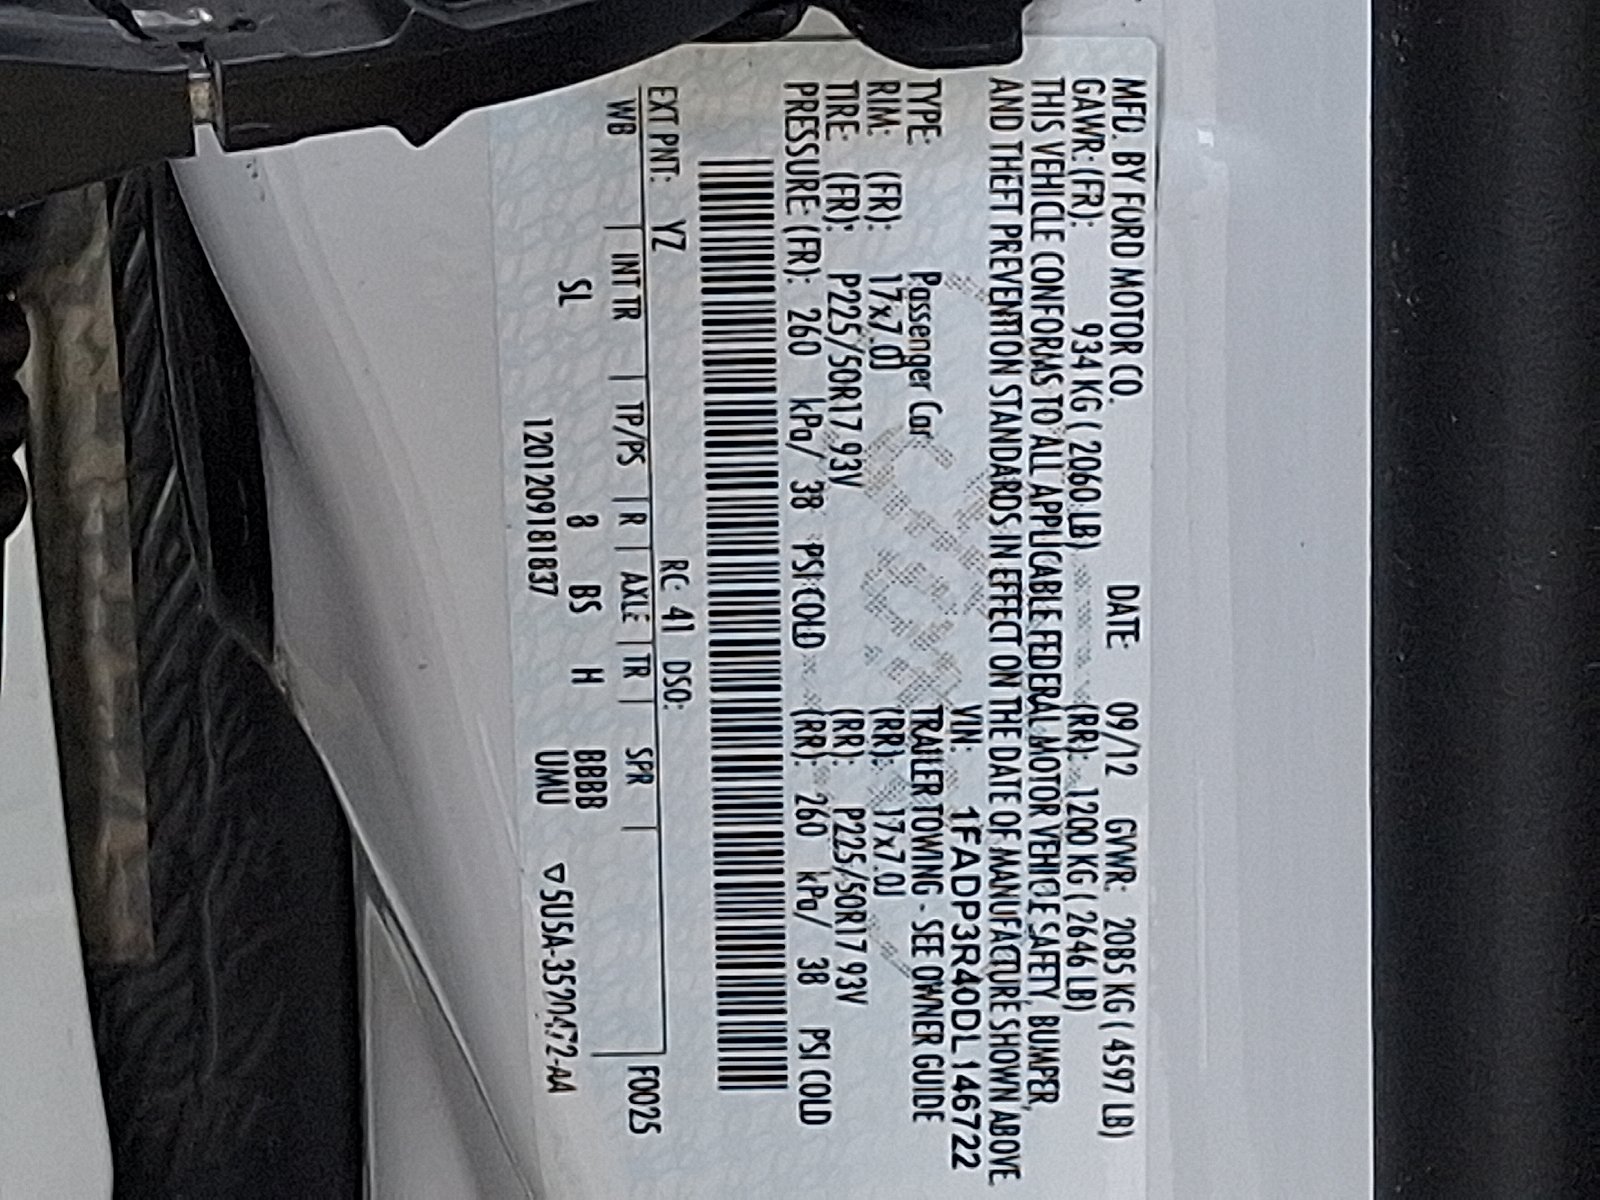 MFD. BY FORD MOTOR CO. DATE: 09/12 GVWR: 2085 KG ( 4597 LB)
GAWR: (FR): 934 KG ( 2060 LB) (RR): 1200 KG ( 2646 LB)
THIS VEHICLE CONFORMS TO ALL APPLICABLE FEDERAL MOTOR VEHICLE SAFETY, BUMPER,
AND THEFT PREVENTION STANDARDS IN EFFECT ON THE DATE OF MANUFACTURE SHOWN ABOVE
VIN: 1FADP3R40DL146722
TYPE: Passenger Car TRAILER TOWING - SEE OWNER GUIDE
RIM: (FR): 17x7.0J (RR): 17x7.0J
TIRE: (FR): P225/50R17 93V (RR): P225/50R17 93V
PRESSURE: (FR): 260 kPa/ 38 PSI COLD (RR): 260 kPa/ 38 PSI COLD
EXT PNT: YZ RC: 41 DSO: F0025
WB | INT TR | TP/PS | R | AXLE | TR | SPR |
SL 8 BS H BBBB
1201209181837 UMU ▽5U5A-3520472-AA